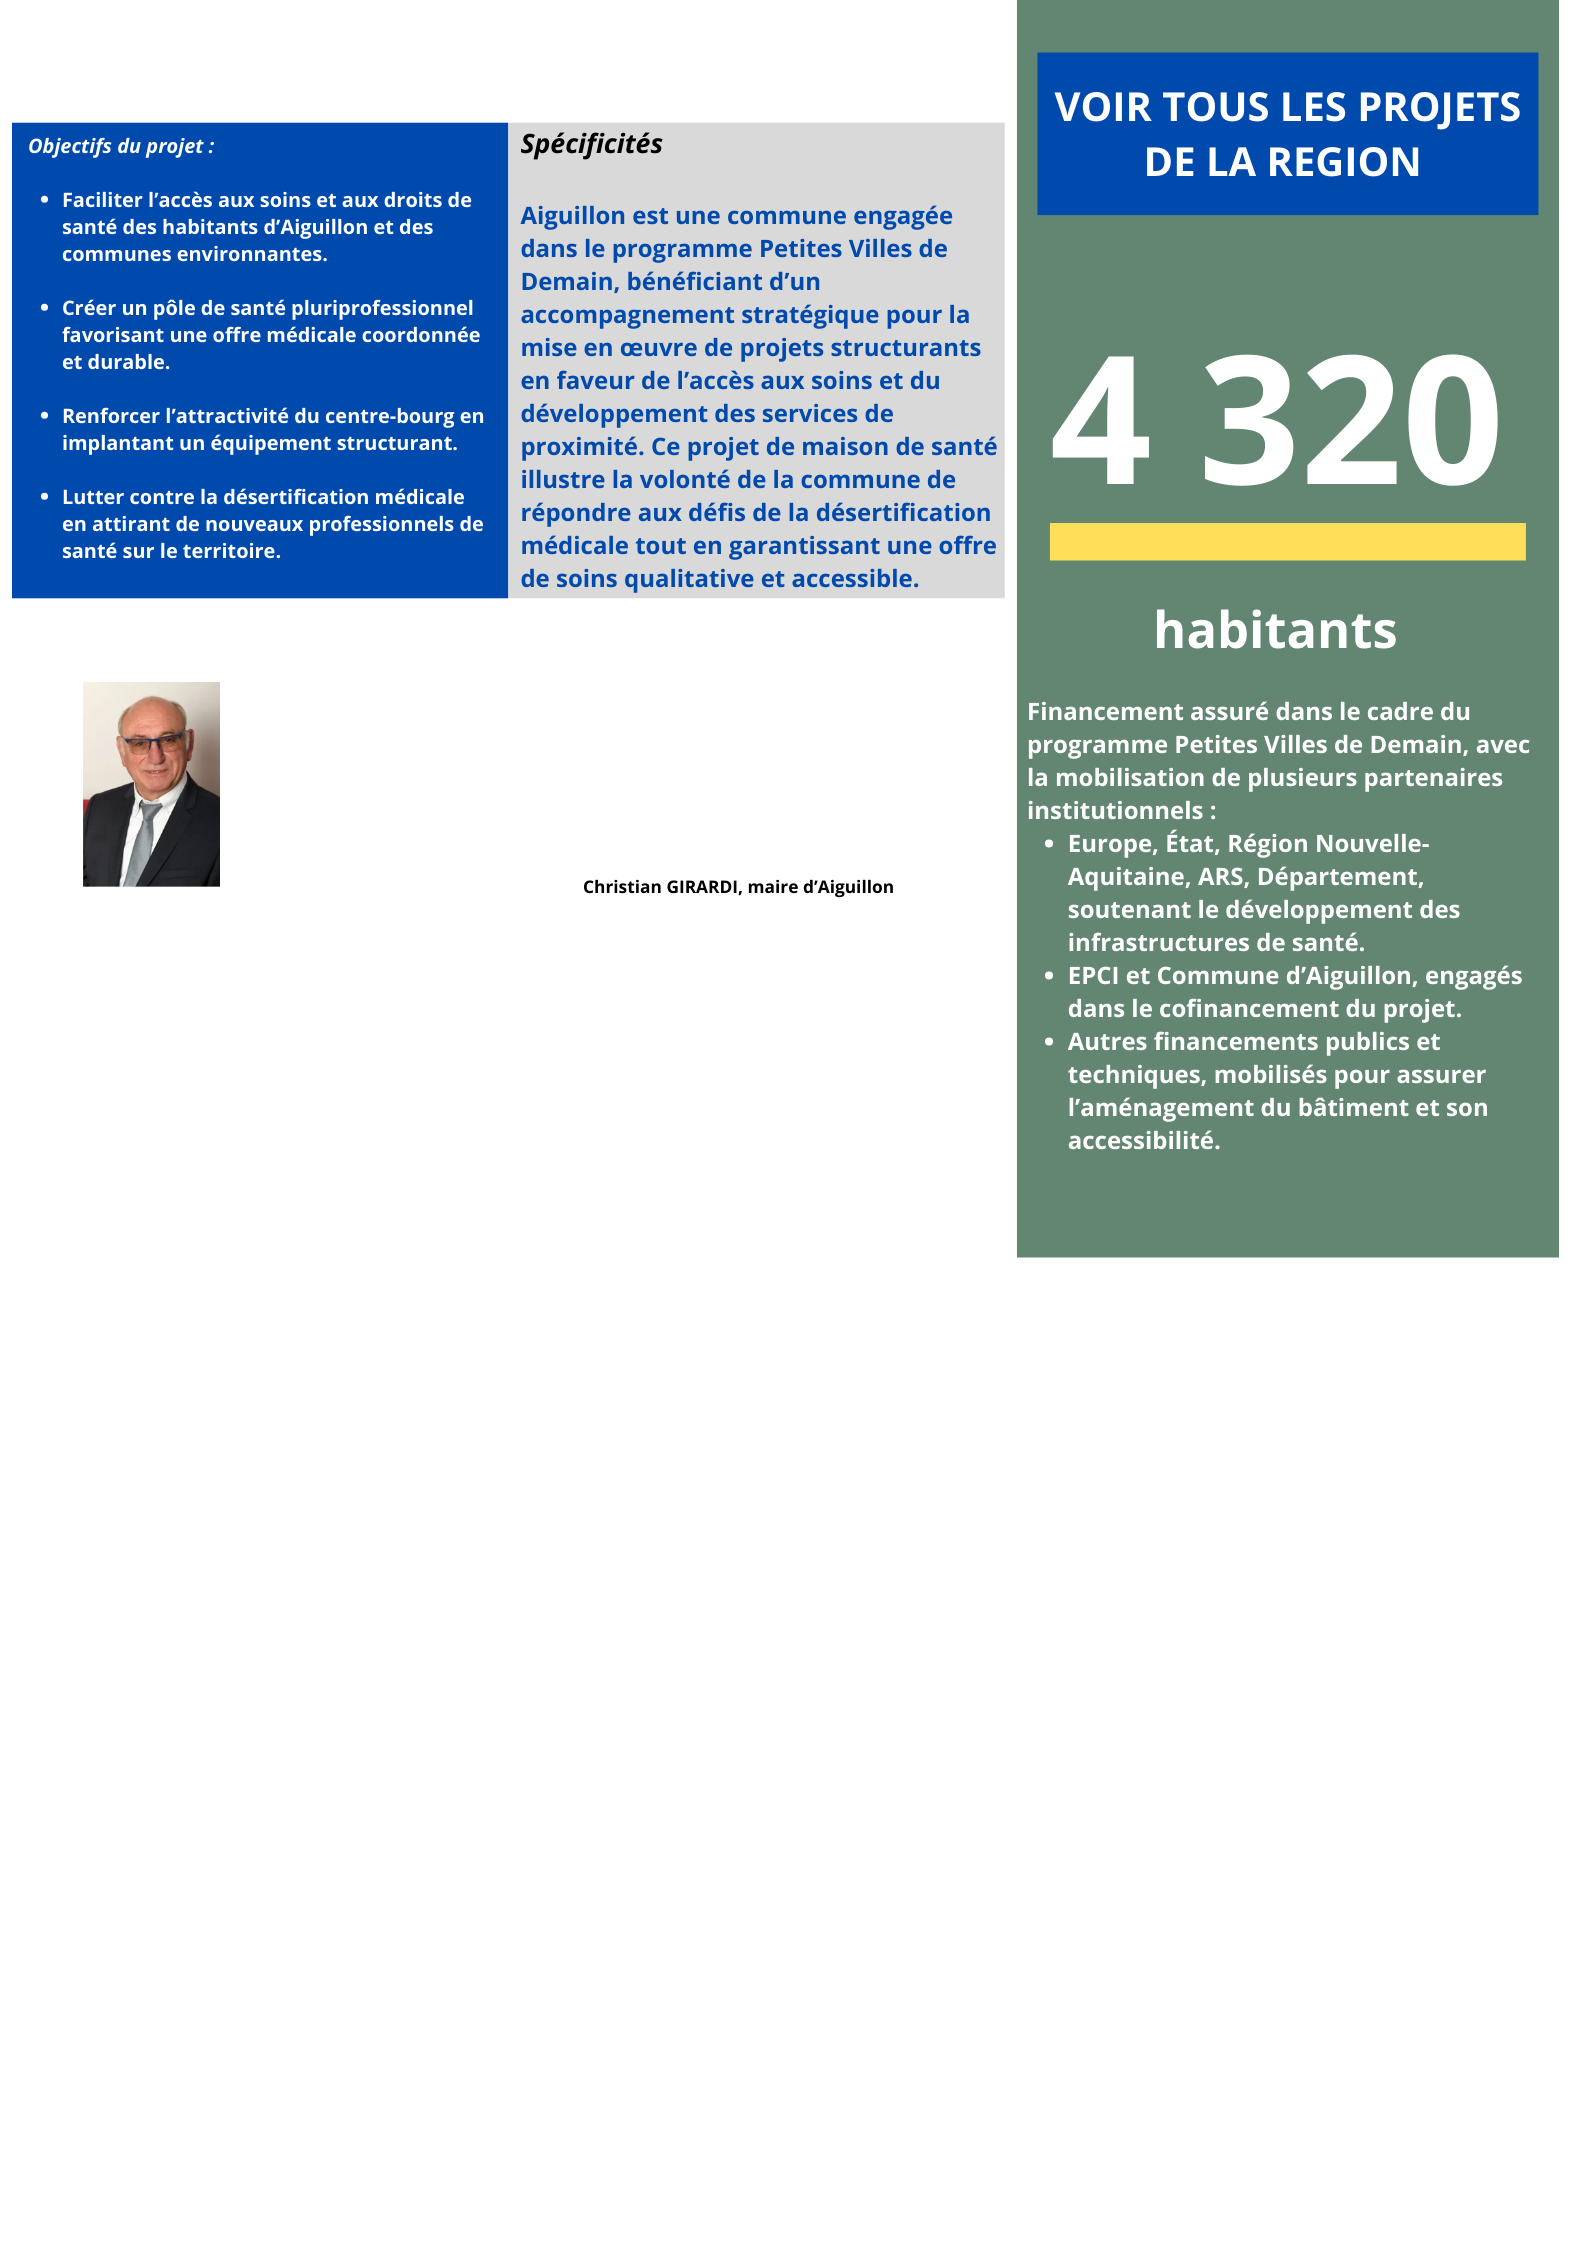 Objectifs du projet :
Faciliter l’accès aux soins et aux droits de
santé des habitants d’Aiguillon et des
communes environnantes.
Créer un pôle de santé pluriprofessionnel
favorisant une offre médicale coordonnée
et durable.
Renforcer l’attractivité du centre-bourg en
implantant un équipement structurant.
Lutter contre la désertification médicale
en attirant de nouveaux professionnels de
santé sur le territoire.
Spécificités
Aiguillon est une commune engagée
dans le programme Petites Villes de
Demain, bénéficiant d’un
accompagnement stratégique pour la
mise en œuvre de projets structurants
en faveur de l’accès aux soins et du
développement des services de
proximité. Ce projet de maison de santé
illustre la volonté de la commune de
répondre aux défis de la désertification
médicale tout en garantissant une offre
de soins qualitative et accessible.
Christian GIRARDI, maire d’Aiguillon
VOIR TOUS LES PROJETS
DE LA REGION
4 320
habitants
Financement assuré dans le cadre du
programme Petites Villes de Demain, avec
la mobilisation de plusieurs partenaires
institutionnels :
Europe, État, Région Nouvelle-
Aquitaine, ARS, Département,
soutenant le développement des
infrastructures de santé.
EPCI et Commune d’Aiguillon, engagés
dans le cofinancement du projet.
Autres financements publics et
techniques, mobilisés pour assurer
l’aménagement du bâtiment et son
accessibilité.